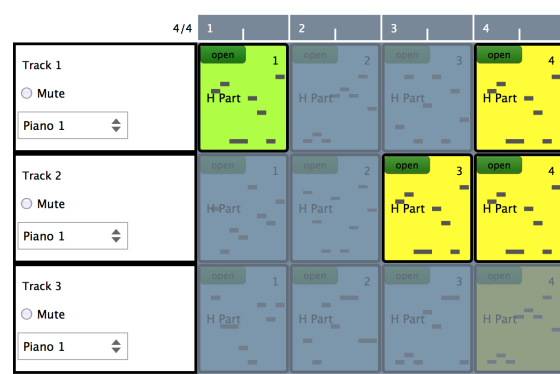 4/4 1 2 3 4
Track 1
Mute
Piano 1
open 1
H Part
open 2
H Part
open 3
H Part
open 4
H Part
Track 2
Mute
Piano 1
open 1
H Part
open 2
H Part
open 3
H Part
open 4
H Part
Track 3
Mute
Piano 1
open 1
H Part
open 2
H Part
open 3
H Part
open 4
H Part